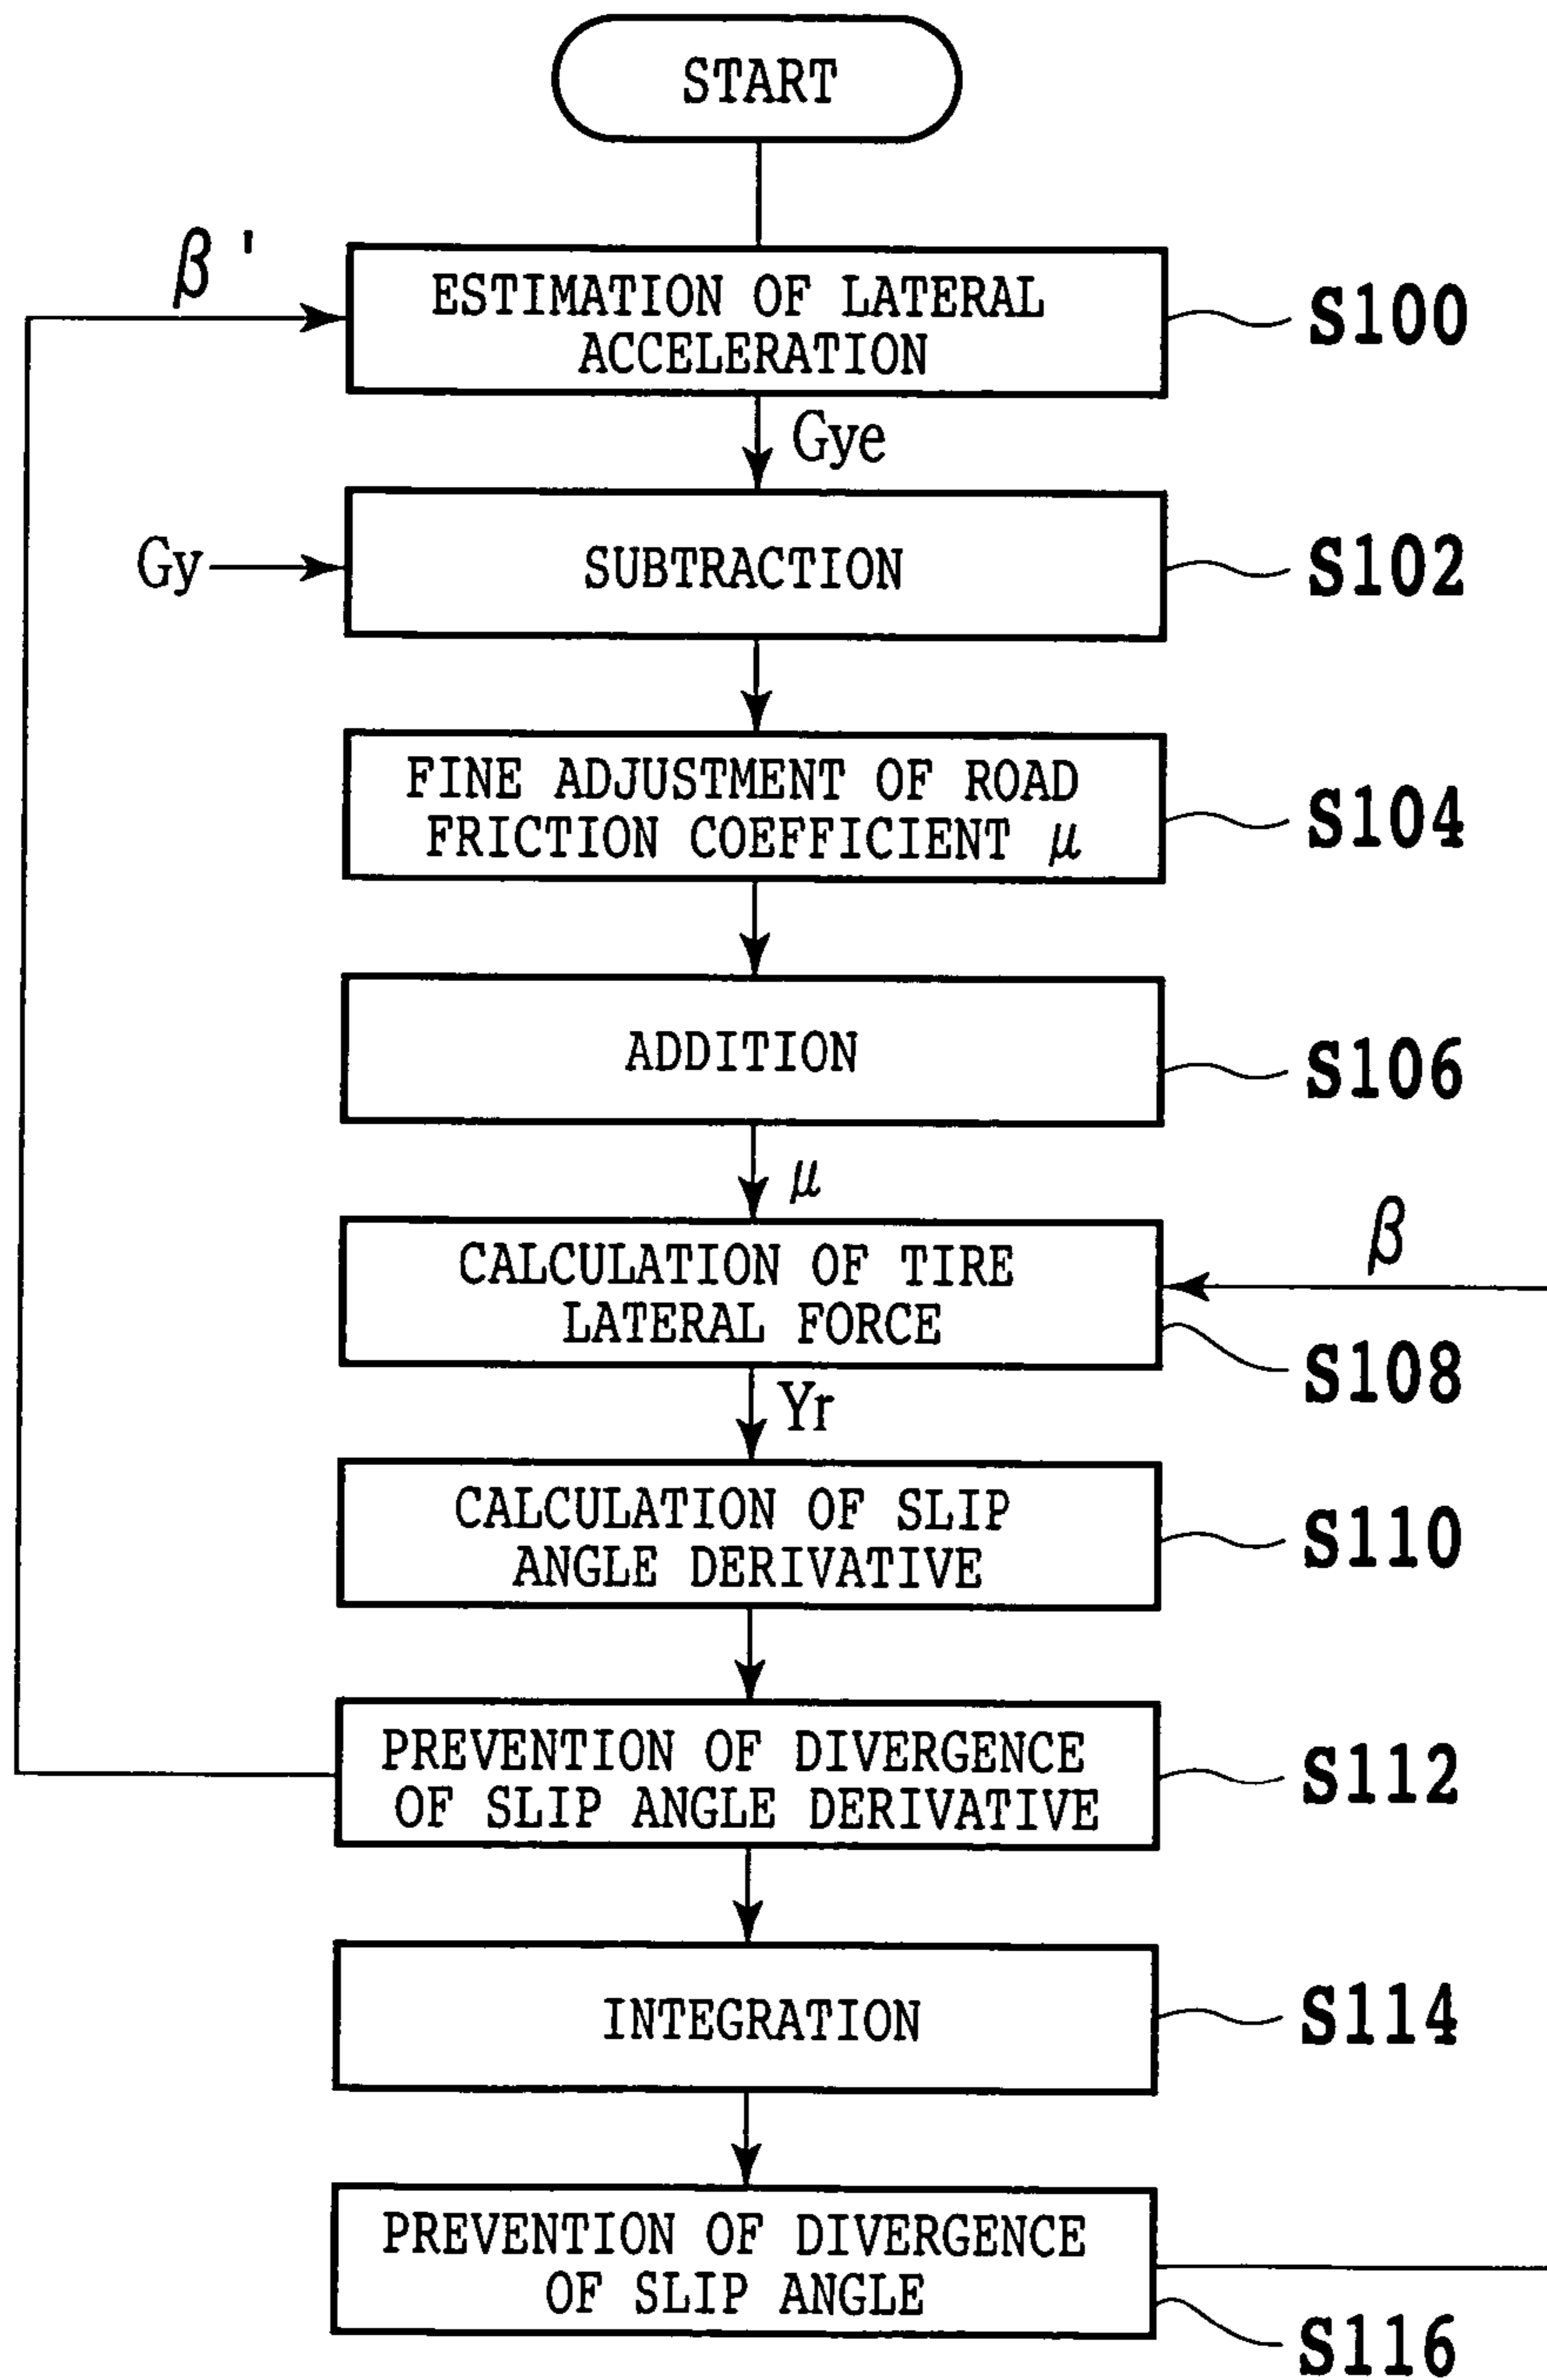 START
β'
ESTIMATION OF LATERAL
ACCELERATION
S100
Gye
Gy
SUBTRACTION
S102
FINE ADJUSTMENT OF ROAD
FRICTION COEFFICIENT μ
S104
ADDITION
S106
μ
β
CALCULATION OF TIRE
LATERAL FORCE
S108
Yr
CALCULATION OF SLIP
ANGLE DERIVATIVE
S110
PREVENTION OF DIVERGENCE
OF SLIP ANGLE DERIVATIVE
S112
INTEGRATION
S114
PREVENTION OF DIVERGENCE
OF SLIP ANGLE
S116